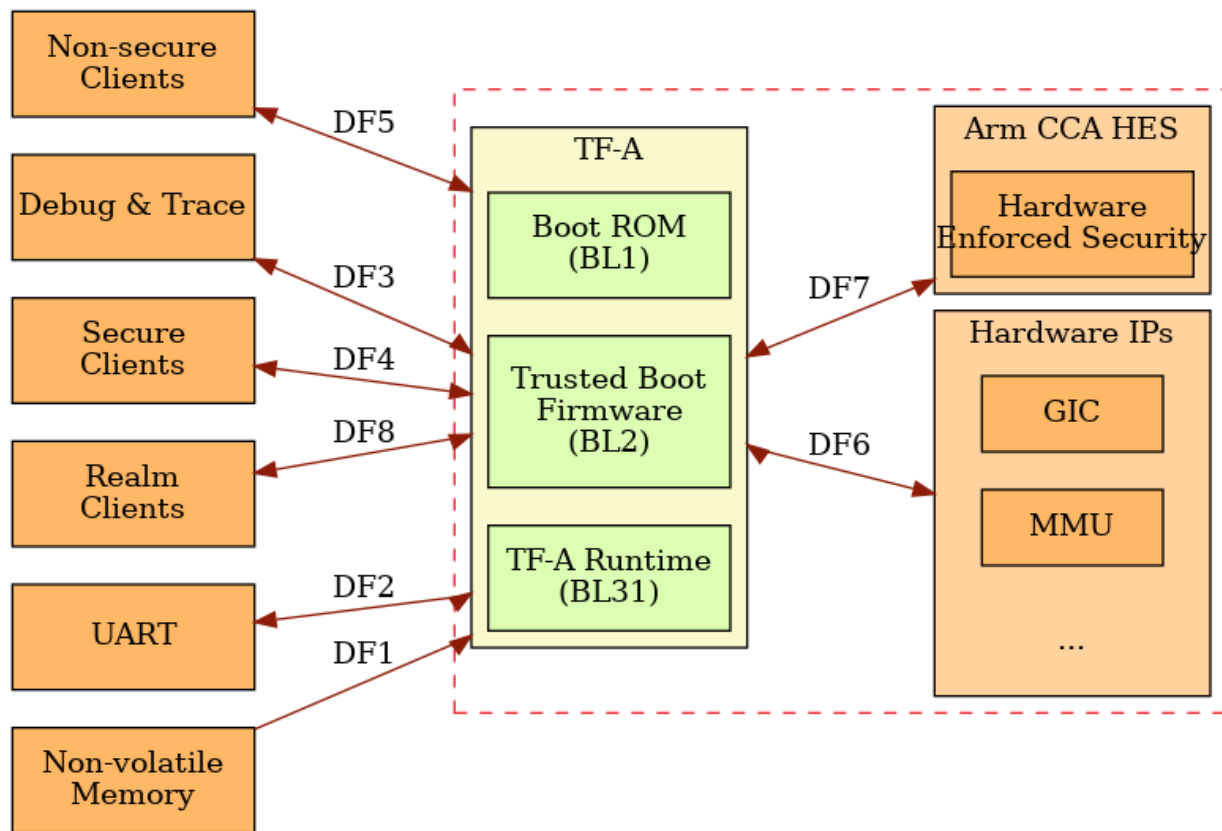 Non-secure
Clients
Debug & Trace
Secure
Clients
Realm
Clients
UART
Non-volatile
Memory
DF5
DF3
DF4
DF8
DF2
DF1
TF-A
Boot ROM
(BL1)
Trusted Boot
Firmware
(BL2)
TF-A Runtime
(BL31)
DF7
DF6
Arm CCA HES
Hardware
Enforced Security
Hardware IPs
GIC
MMU
...